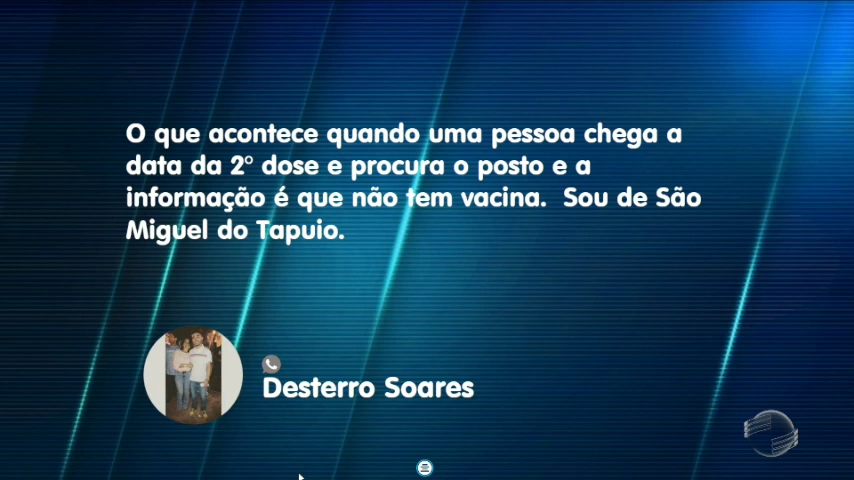 O que acontece quando uma pessoa chega a
data da 2° dose e procura o posto e a
informação é que não tem vacina.  Sou de São
Miguel do Tapuio.
Desterro Soares